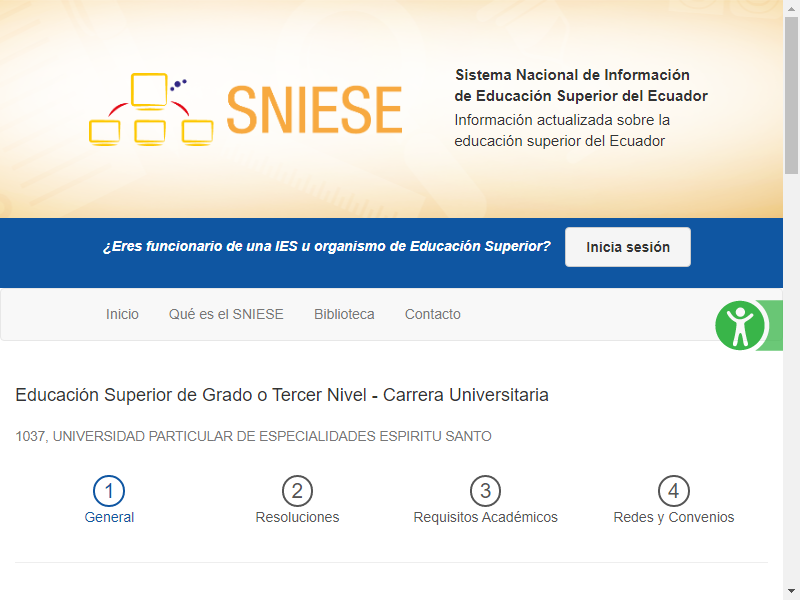 SNIESE
Sistema Nacional de Información
de Educación Superior del Ecuador
Información actualizada sobre la
educación superior del Ecuador
¿Eres funcionario de una IES u organismo de Educación Superior?
Inicia sesión
Inicio
Qué es el SNIESE
Biblioteca
Contacto
Educación Superior de Grado o Tercer Nivel - Carrera Universitaria
1037, UNIVERSIDAD PARTICULAR DE ESPECIALIDADES ESPIRITU SANTO
1
General
2
Resoluciones
3
Requisitos Académicos
4
Redes y Convenios